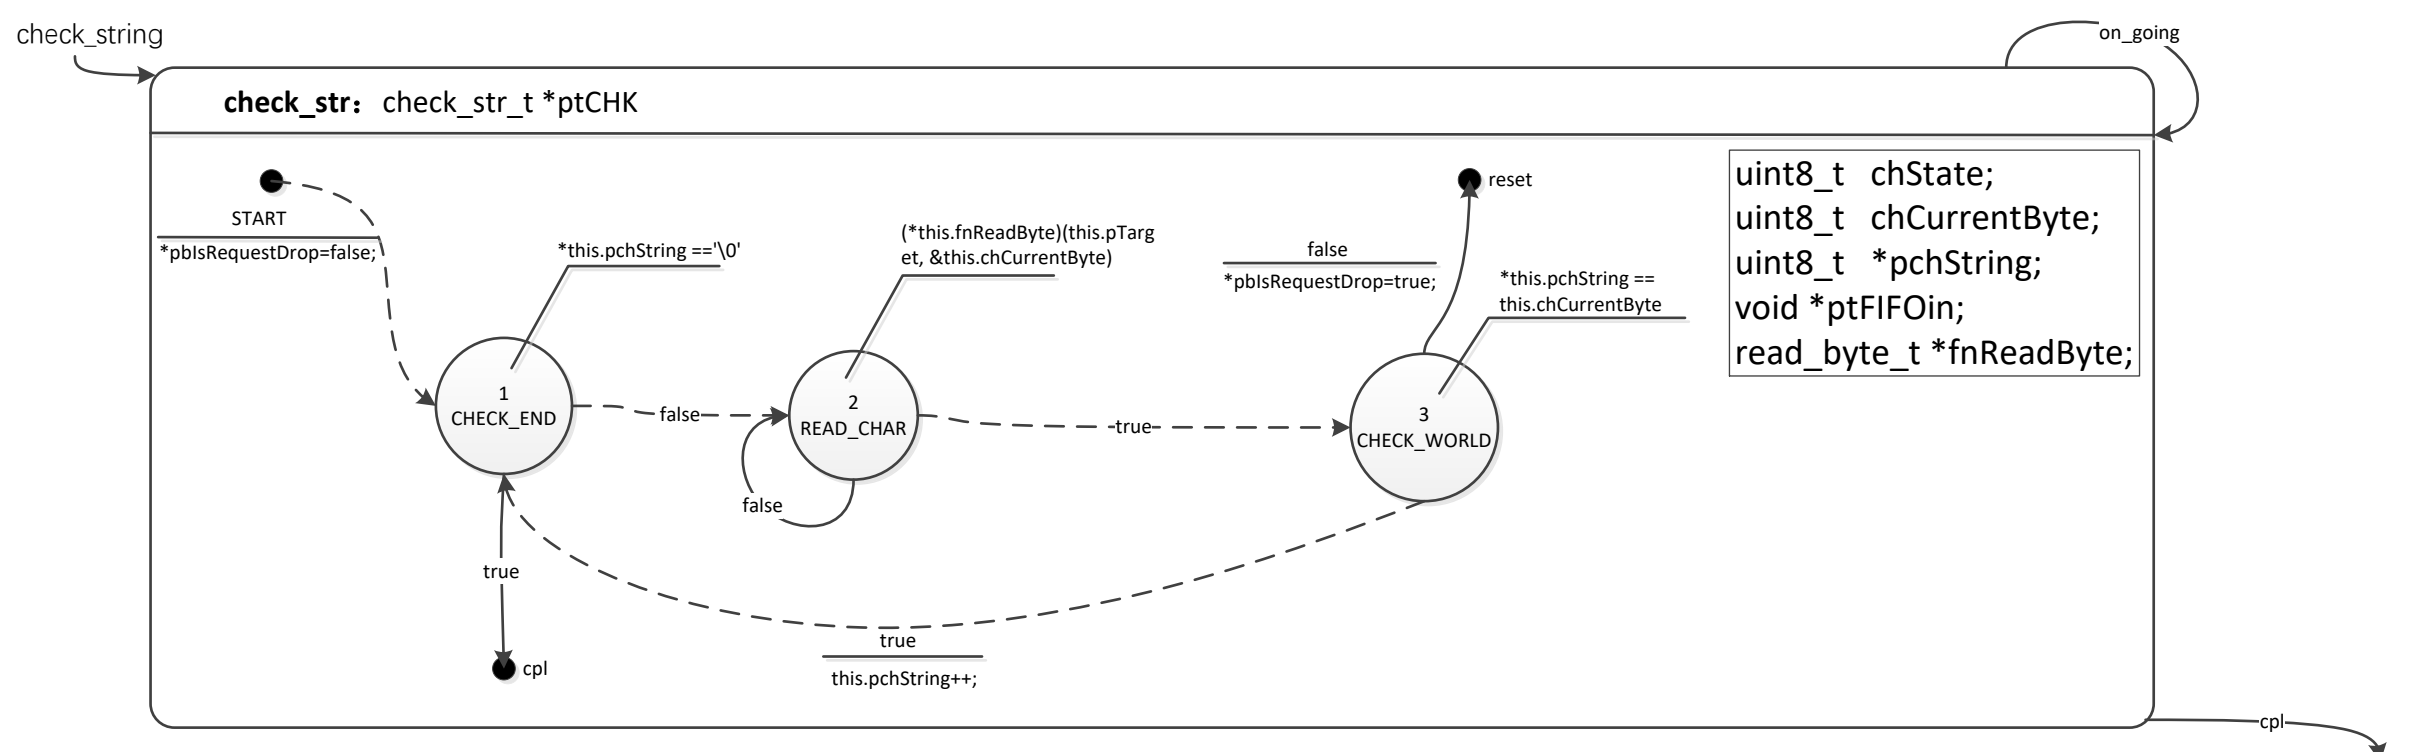 check_string
on_going
check_str： check_str_t *ptCHK
START
*pbIsRequestDrop=false;
*this.pchString =='\0'
(*this.fnReadByte)(this.pTarg
et, &this.chCurrentByte)
false
*pbIsRequestDrop=true;
reset
*this.pchString ==
this.chCurrentByte
uint8_t chState;
uint8_t chCurrentByte;
uint8_t *pchString;
void *ptFIFOin;
read_byte_t *fnReadByte;
1
CHECK_END
false
2
READ_CHAR
true
3
CHECK_WORLD
false
true
true
this.pchString++;
cpl
cpl